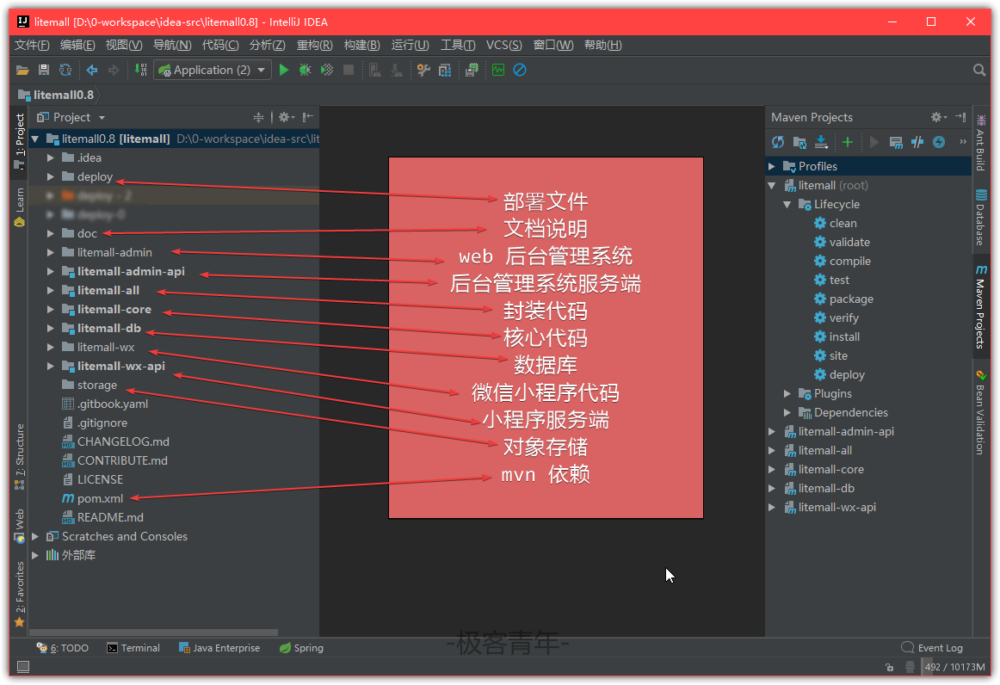 litemall [D:\0-workspace\idea-src\litemall0.8] - IntelliJ IDEA
文件(F) 编辑(E) 视图(V) 导航(N) 代码(C) 分析(Z) 重构(R) 构建(B) 运行(U) 工具(T) VCS(S) 窗口(W) 帮助(H)
Application (2)
litemall0.8
1: Project
Learn
7: Structure
Web
2: Favorites
Project
litemall0.8 [litemall] D:\0-workspace\idea-src\lit
.idea
deploy
deploy - 2
deploy-0
doc
litemall-admin
litemall-admin-api
litemall-all
litemall-core
litemall-db
litemall-wx
litemall-wx-api
storage
.gitbook.yaml
.gitignore
CHANGELOG.md
CONTRIBUTE.md
LICENSE
pom.xml
README.md
Scratches and Consoles
外部库
部署文件
文档说明
web 后台管理系统
后台管理系统服务端
封装代码
核心代码
数据库
微信小程序代码
小程序服务端
对象存储
mvn 依赖
Maven Projects
Profiles
litemall (root)
Lifecycle
clean
validate
compile
test
package
verify
install
site
deploy
Plugins
Dependencies
litemall-admin-api
litemall-all
litemall-core
litemall-db
litemall-wx-api
Ant Build
Database
Maven Projects
Bean Validation
6: TODO Terminal Java Enterprise Spring
-极客青年-
Event Log
492 / 10173M